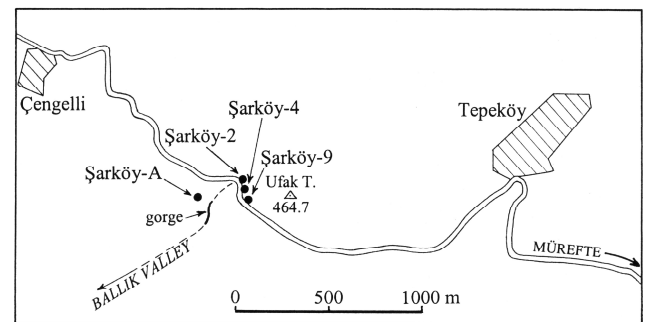 Çengelli
Şarköy-4
Tepeköy
Şarköy-2
Şarköy-9
Şarköy-A
Ufak T.
464.7
gorge
BALLIK VALLEY
MÜREFTE
0 500 1000 m